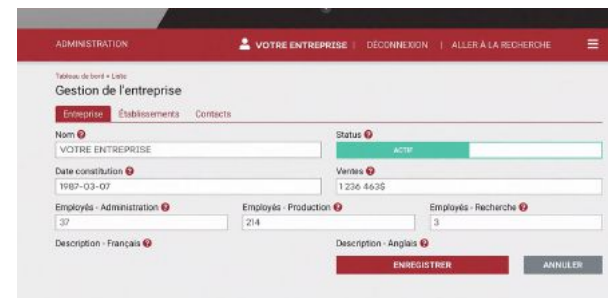 ADMINISTRATION
VOTRE ENTREPRISE | DÉCONNEXION | ALLER À LA RECHERCHE
Tableau de bord • Liste
Gestion de l'entreprise
Entreprise Établissements Contacts
Nom Status
VOTRE ENTREPRISE ACTIF
Date constitution Ventes
1987-03-07 1 236 463$
Employés - Administration Employés - Production Employés - Recherche
37 214 3
Description - Français Description - Anglais
ENREGISTRER ANNULER